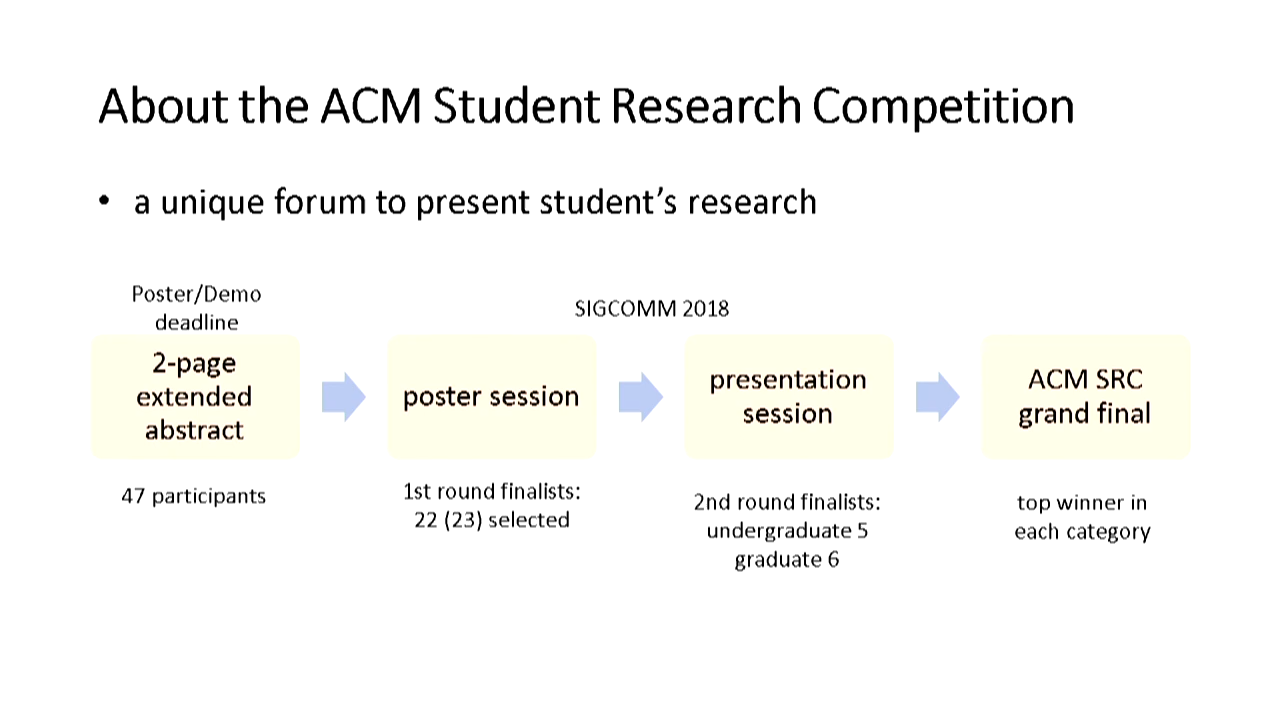 About the ACM Student Research Competition
• a unique forum to present student’s research
Poster/Demo
deadline
SIGCOMM 2018
2-page
extended
abstract
poster session
presentation
session
ACM SRC
grand final
47 participants
1st round finalists:
22 (23) selected
2nd round finalists:
undergraduate 5
graduate 6
top winner in
each category